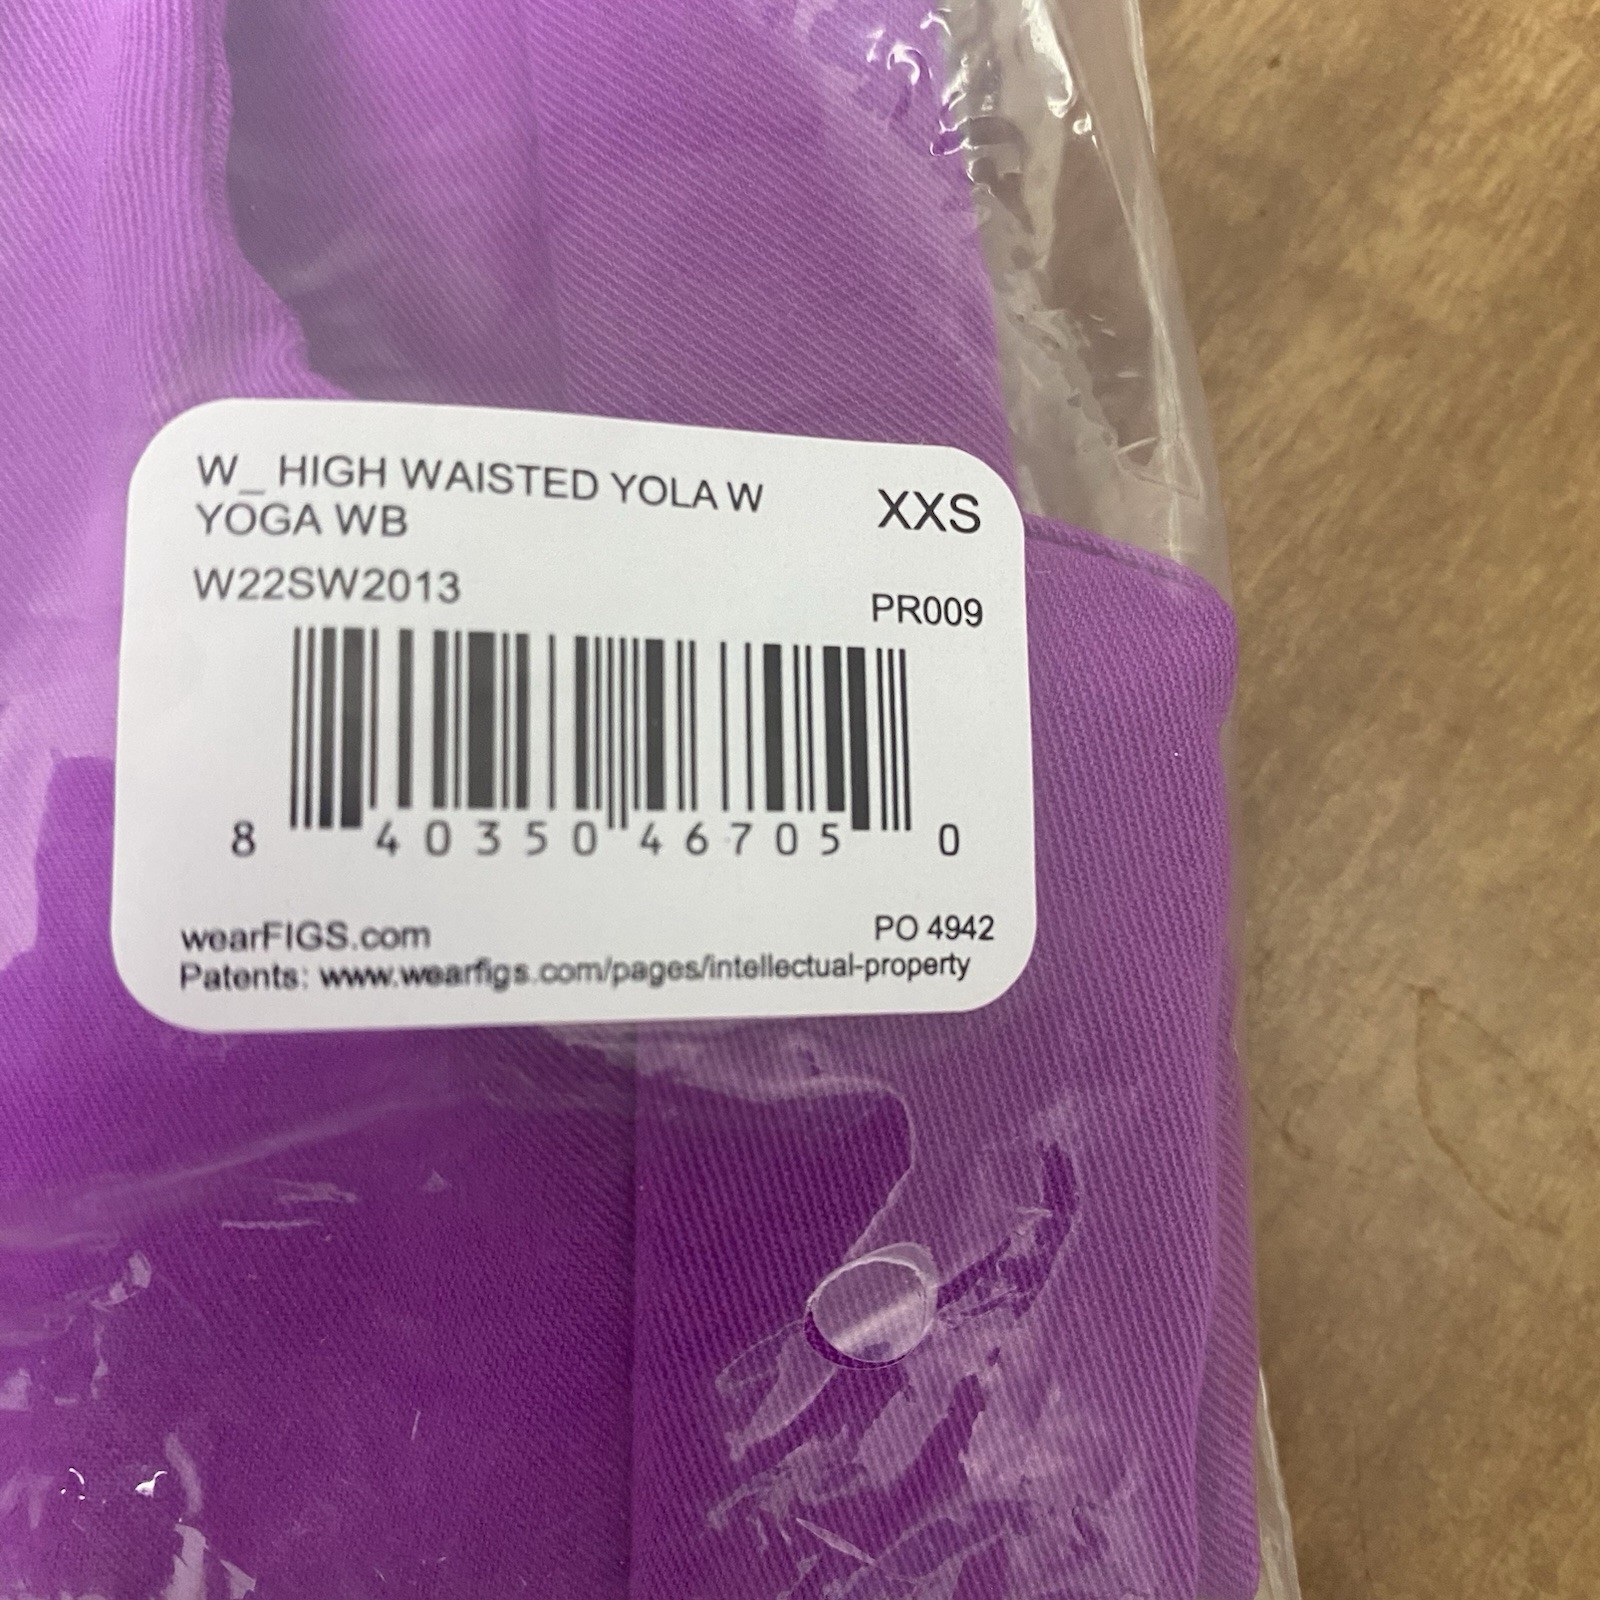 W_ HIGH WAISTED YOLA W
YOGA WB
XXS
W22SW2013
PR009
8 40350 46705 0
wearFIGS.com
PO 4942
Patents: www.wearfigs.com/pages/intellectual-property